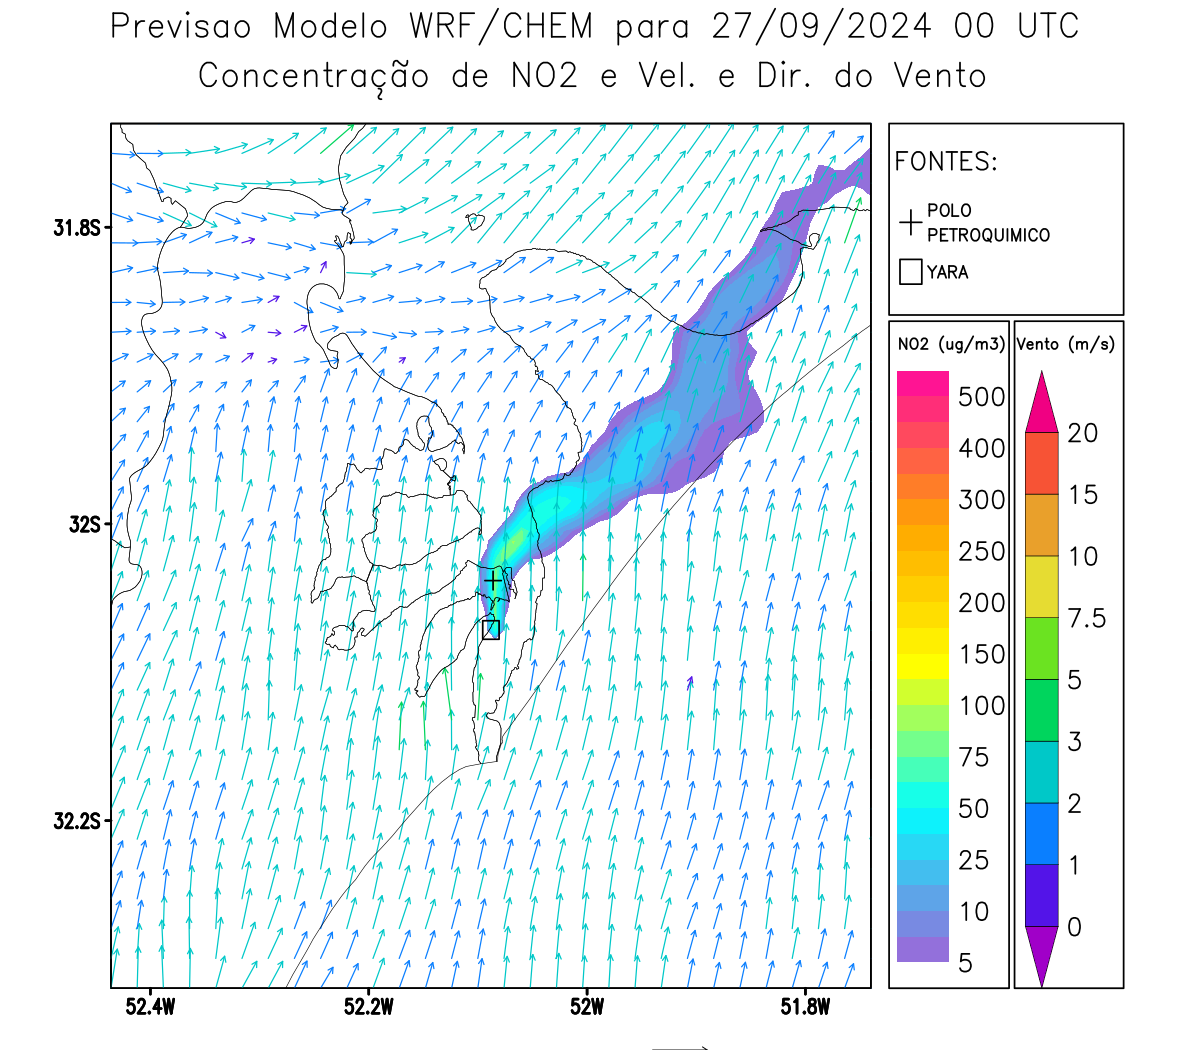 Previsao Modelo WRF/CHEM para 27/09/2024 00 UTC
Concentração de NO2 e Vel. e Dir. do Vento
31.8S
32S
32.2S
52.4W
52.2W
52W
51.8W
FONTES:
POLO
PETROQUIMICO
YARA
NO2 (ug/m3)
500
400
300
250
200
150
100
75
50
25
10
5
Vento (m/s)
20
15
10
7.5
5
3
2
1
0